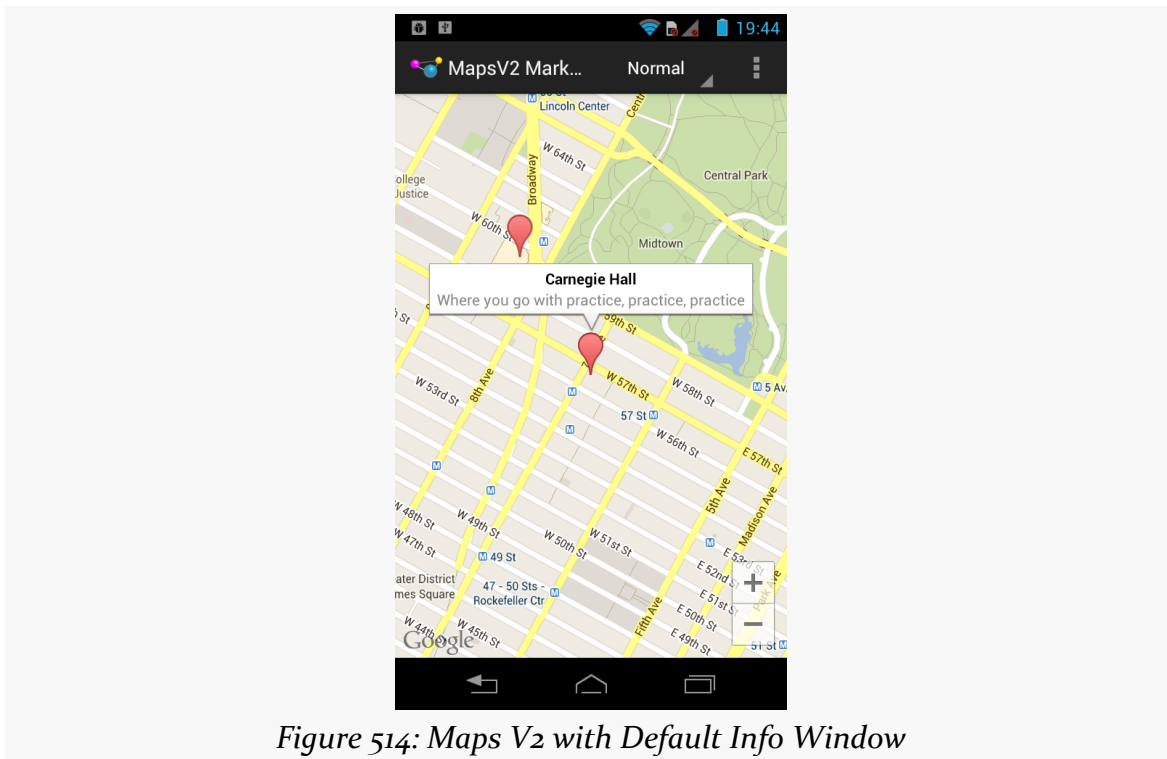 19:44
MapsV2 Mark...
Normal
Lincoln Center
W 64th St
Broadway
Central Park
ollege
Justice
W 60th St
Midtown
Carnegie Hall
Where you go with practice, practice, practice
59th St
W 57th St
W 58th St
8th Ave
W 53rd St
5 Av
57 St
W 56th St
E 57th St
5th Ave
Madison Ave
W 48th St
W 49th St
W 47th St
W 50th St
W 51st St
49 St
E 53rd St
E 52nd St
ater District
mes Square
47 - 50 Sts -
Rockefeller Ctr
E 51st St
Park Ave
Fifth Ave
E 50th St
W 44th
W 45th St
Google
E 49th St
51 St
Figure 514: Maps V2 with Default Info Window